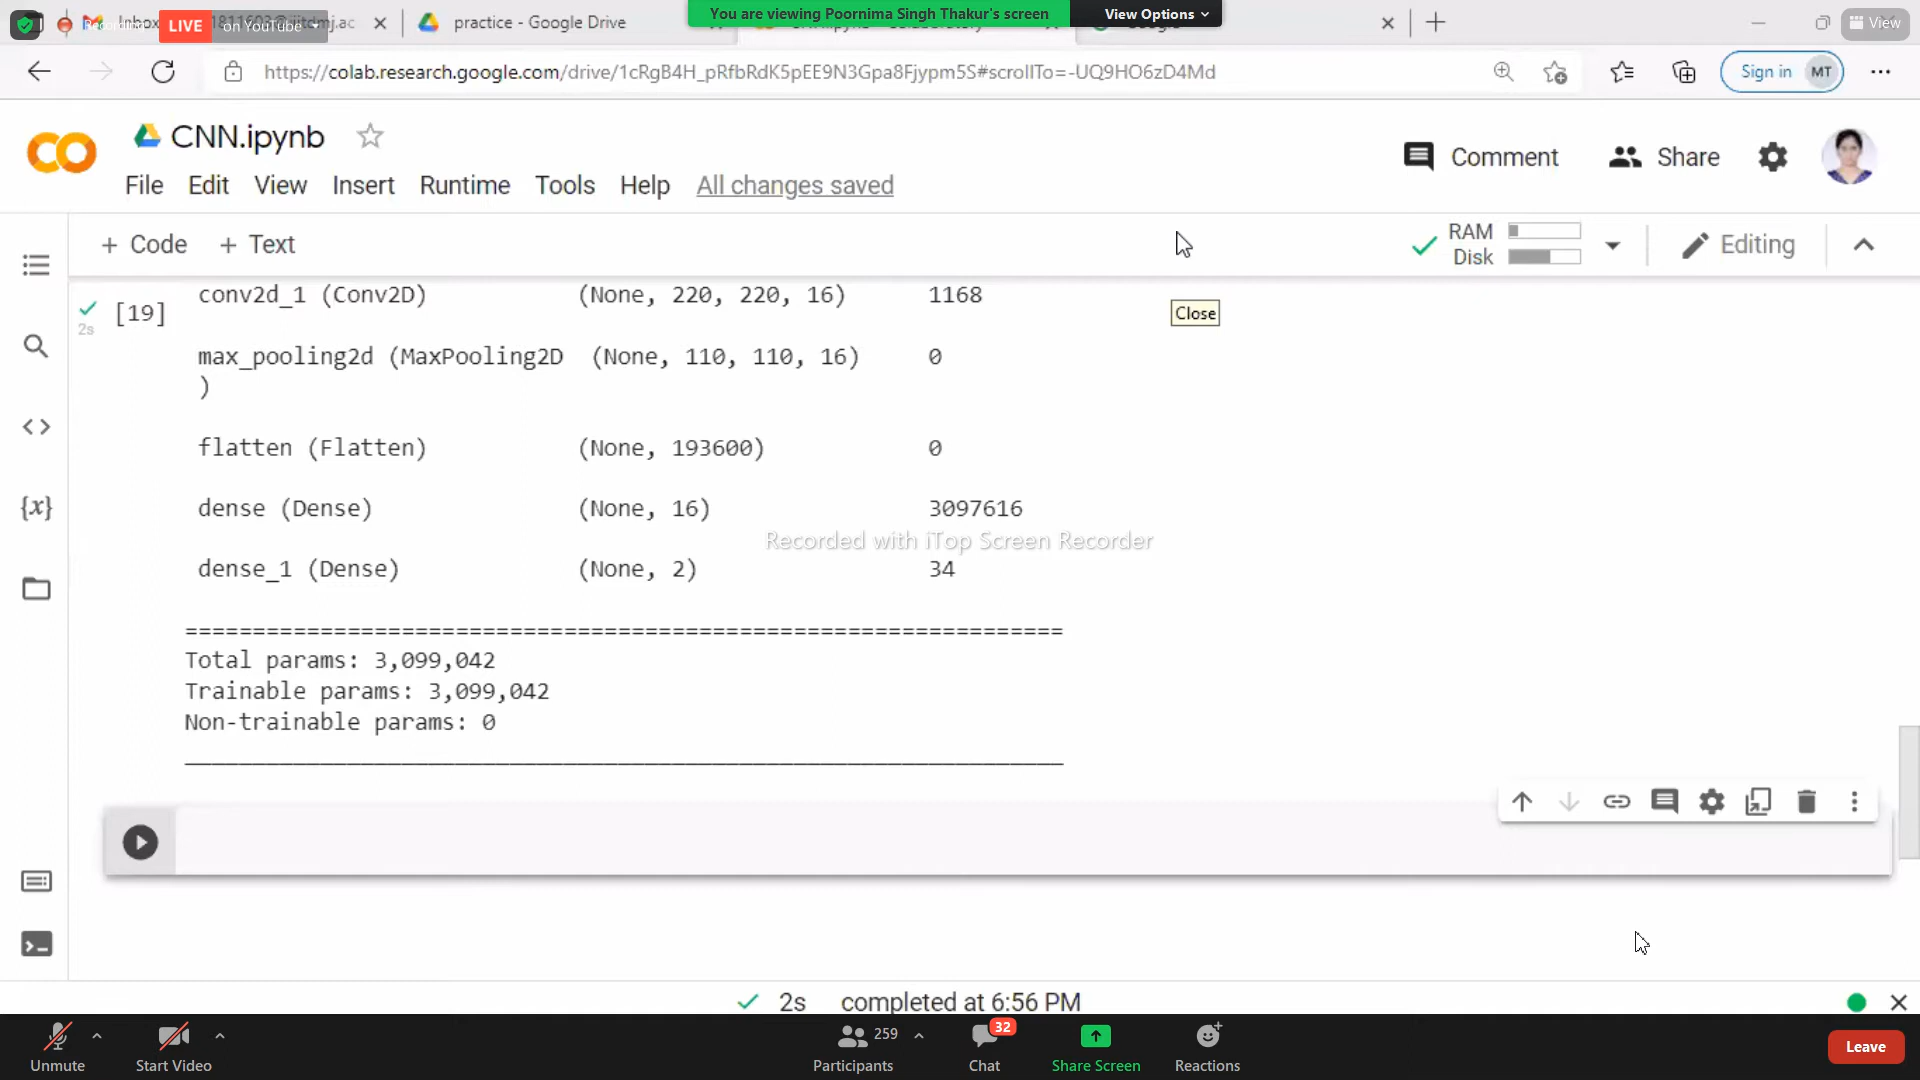 You are viewing Poornima Singh Thakur's screen
View Options
LIVE on YouTube
practice - Google Drive
View
https://colab.research.google.com/drive/1cRgB4H_pRfbRdK5pEE9N3Gpa8Fjypm5S#scrollTo=-UQ9HO6zD4Md
Sign in MT
CNN.ipynb
Comment Share
File Edit View Insert Runtime Tools Help All changes saved
+ Code + Text
RAM
Disk
Editing
[19]
2s
conv2d_1 (Conv2D) (None, 220, 220, 16) 1168
Close
max_pooling2d (MaxPooling2D (None, 110, 110, 16) 0
)
flatten (Flatten) (None, 193600) 0
dense (Dense) (None, 16) 3097616
Recorded with iTop Screen Recorder
dense_1 (Dense) (None, 2) 34
=================================================================
Total params: 3,099,042
Trainable params: 3,099,042
Non-trainable params: 0
_________________________________________________________________
2s completed at 6:56 PM
259
32
Unmute
Start Video
Participants
Chat
Share Screen
Reactions
Leave